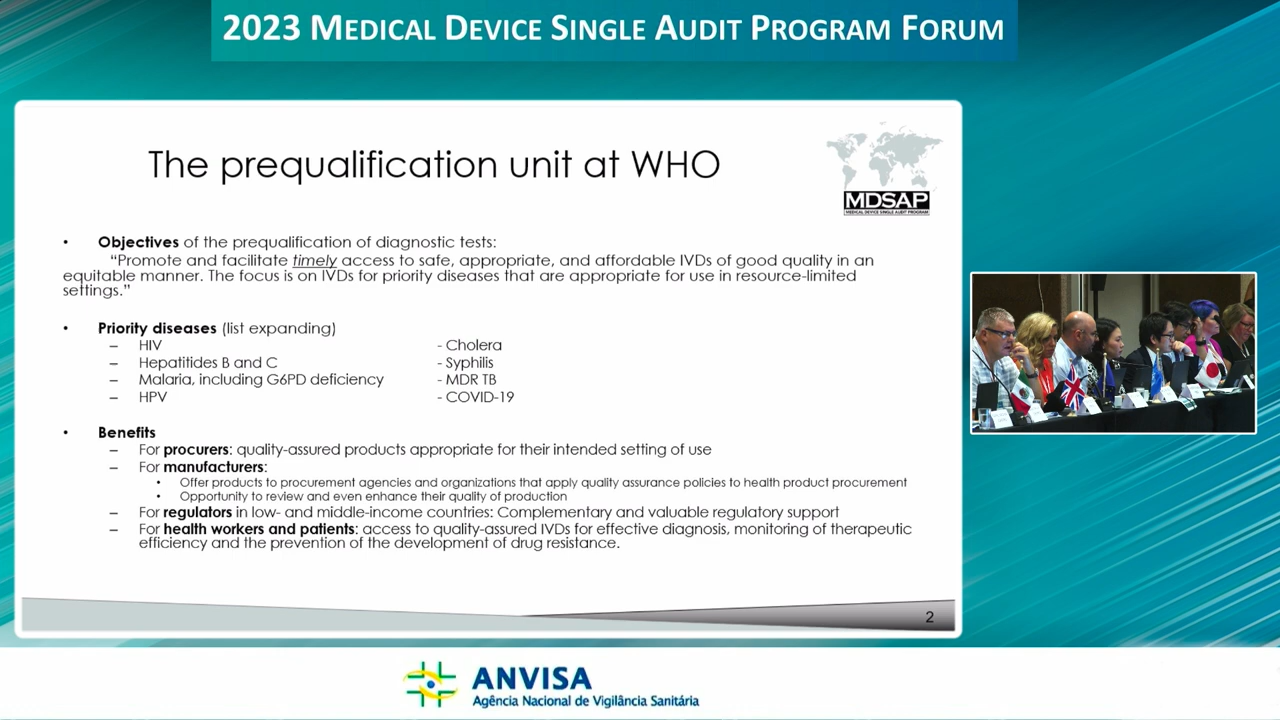 2023 MEDICAL DEVICE SINGLE AUDIT PROGRAM FORUM
The prequalification unit at WHO
MDSAP
MEDICAL DEVICE SINGLE AUDIT PROGRAM
• Objectives of the prequalification of diagnostic tests:
“Promote and facilitate timely access to safe, appropriate, and affordable IVDs of good quality in an
equitable manner. The focus is on IVDs for priority diseases that are appropriate for use in resource-limited
settings.”
• Priority diseases (list expanding)
– HIV
– Hepatitides B and C
– Malaria, including G6PD deficiency
– HPV
- Cholera
- Syphilis
- MDR TB
- COVID-19
• Benefits
– For procurers: quality-assured products appropriate for their intended setting of use
– For manufacturers:
• Offer products to procurement agencies and organizations that apply quality assurance policies to health product procurement
• Opportunity to review and even enhance their quality of production
– For regulators in low- and middle-income countries: Complementary and valuable regulatory support
– For health workers and patients: access to quality-assured IVDs for effective diagnosis, monitoring of therapeutic
efficiency and the prevention of the development of drug resistance.
2
ANVISA
Agência Nacional de Vigilância Sanitária